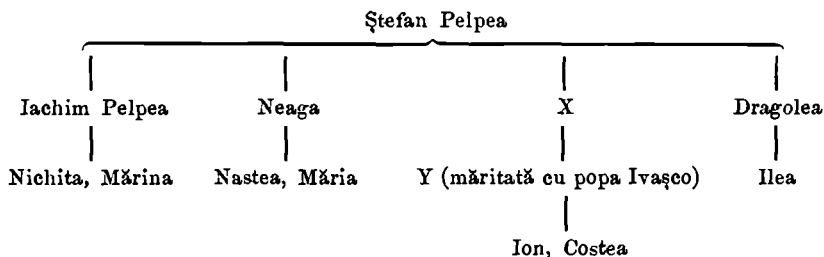 Ștefan Pelpea
Iachim Pelpea Neaga X Dragolea
Nichita, Mărina Nastea, Măria Y (măritată cu popa Ivașco) Ilea
Ion, Costea